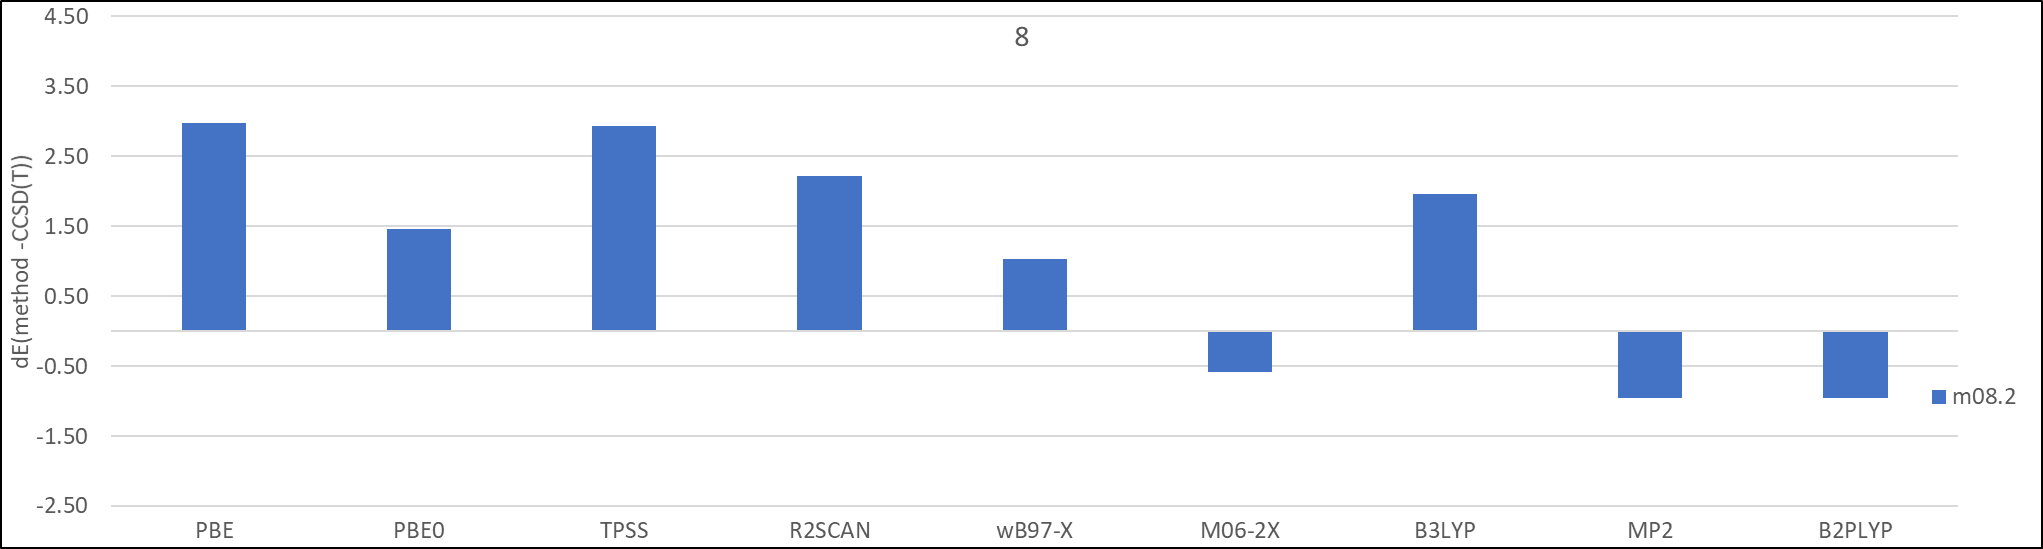 8
dE(method -CCSD(T))
4.50
3.50
2.50
1.50
0.50
-0.50
-1.50
-2.50
PBE
PBE0
TPSS
R2SCAN
wB97-X
M06-2X
B3LYP
MP2
B2PLYP
m08.2